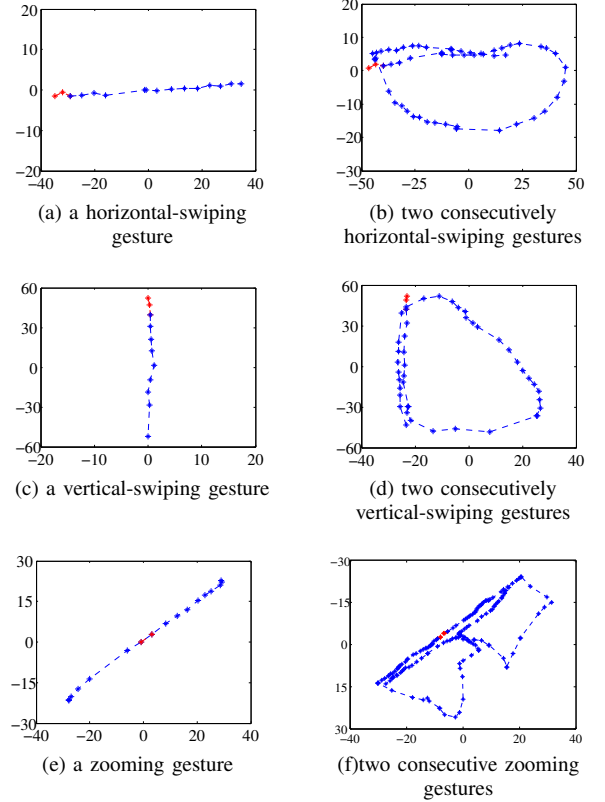 20
10
0
−10
−20
−40 −20 0 20 40
(a) a horizontal-swiping
gesture
20
10
0
−10
−20
−30
−50 −25 0 25 50
(b) two consecutively
horizontal-swiping gestures
60
30
0
−30
−60
−20 −10 0 10 20
(c) a vertical-swiping gesture
60
30
0
−30
−60
−40 −20 0 20 40
(d) two consecutively
vertical-swiping gestures
30
15
0
−15
−30
−40 −20 0 20 40
(e) a zooming gesture
−30
−15
0
15
30
−40 −20 0 20 40
(f)two consecutive zooming
gestures